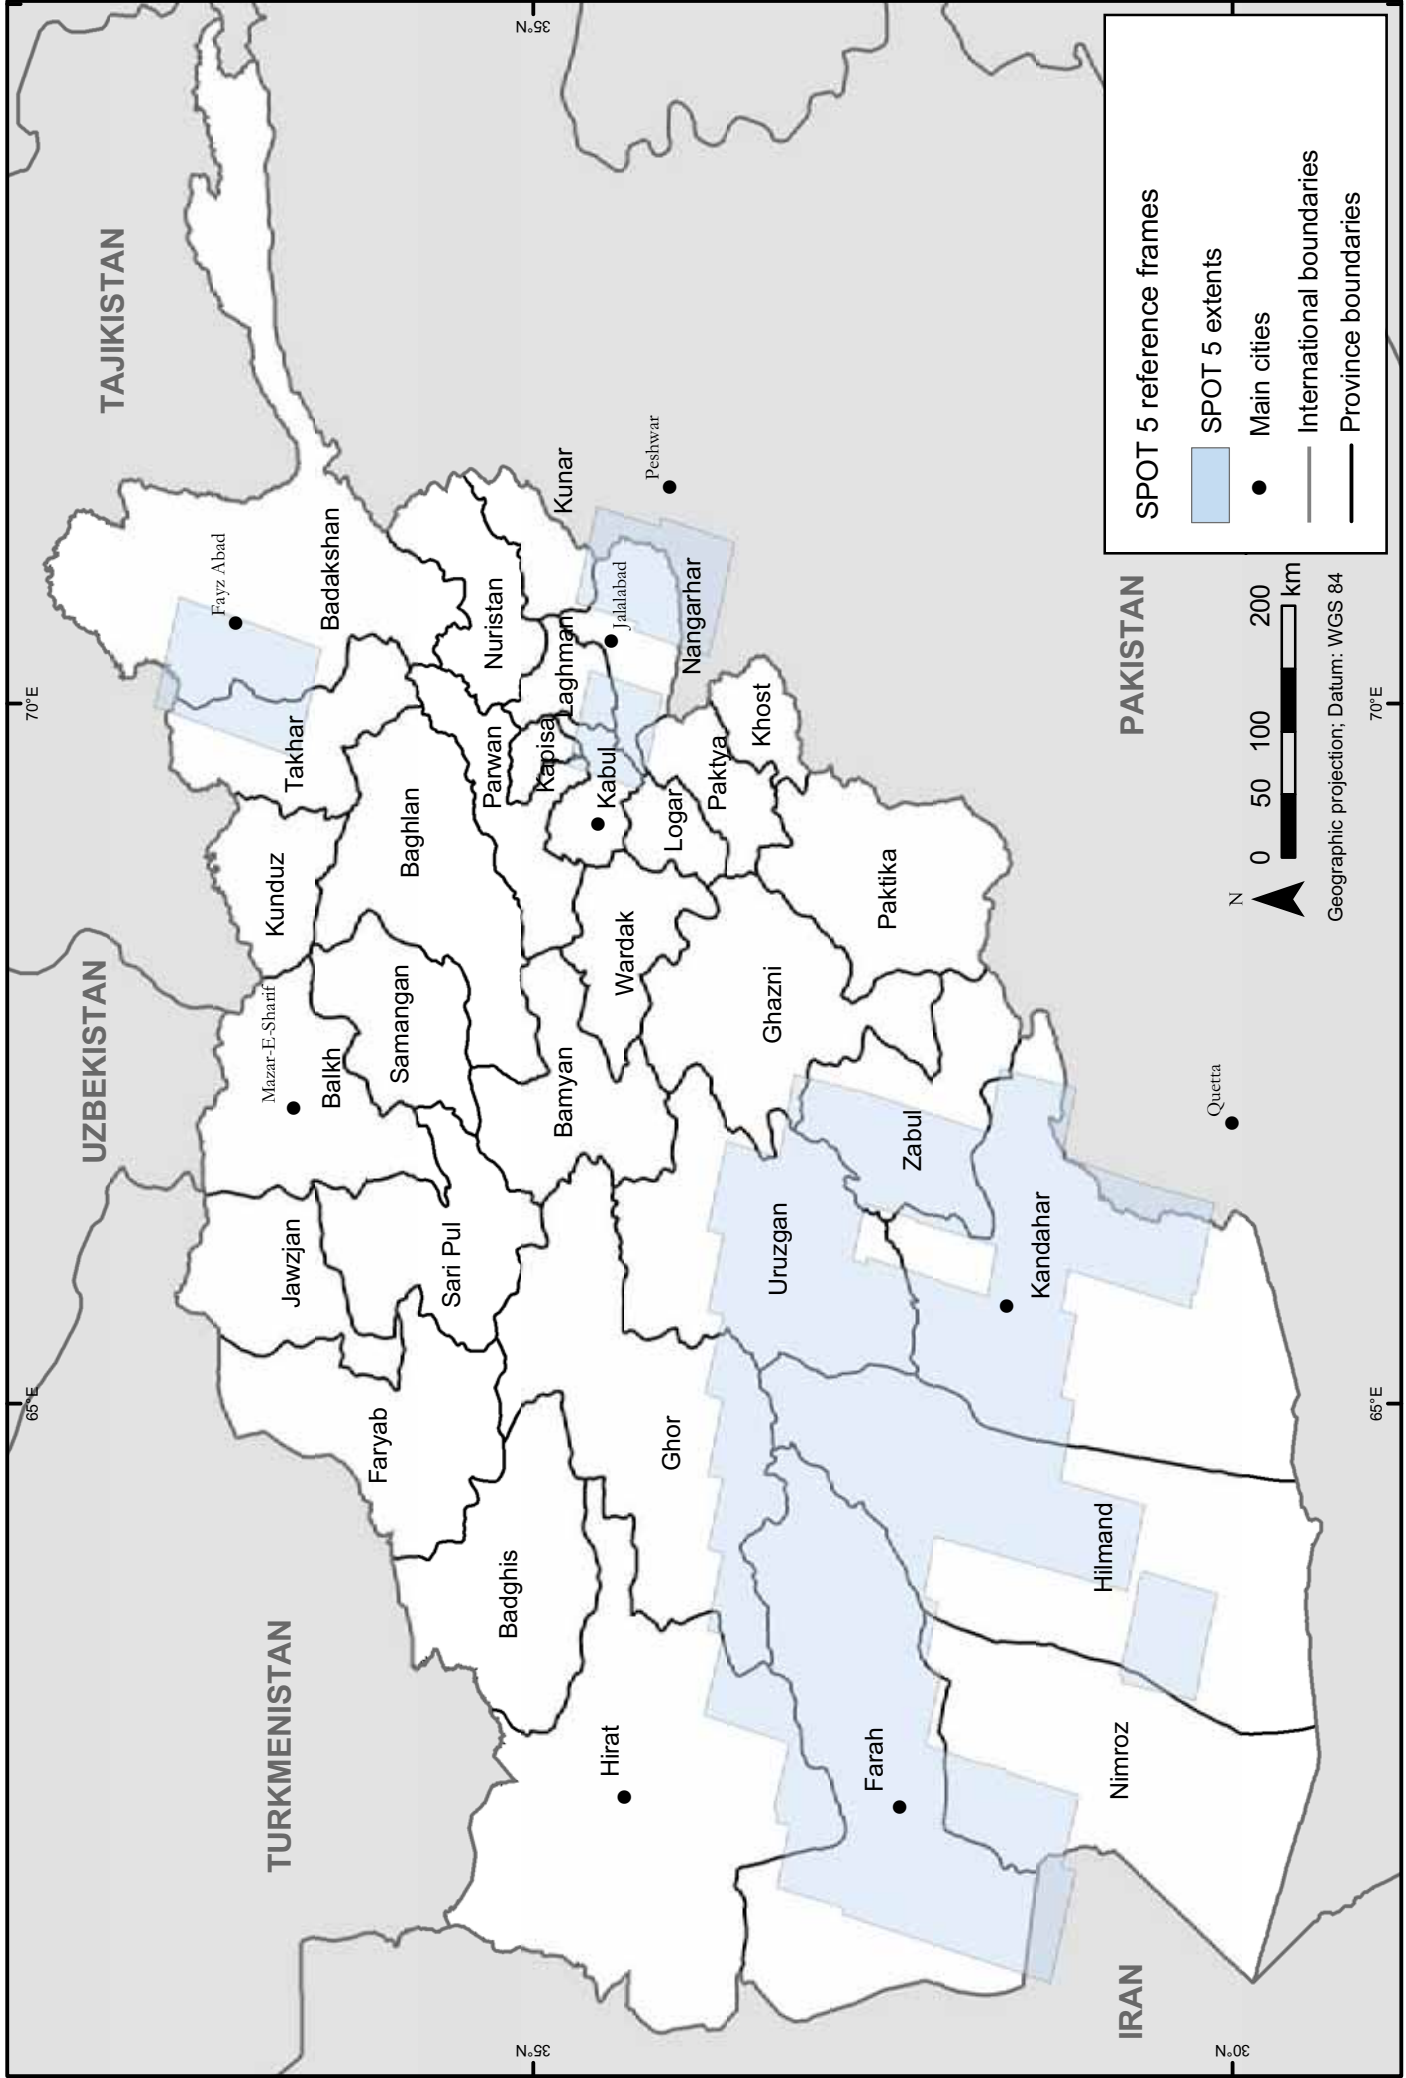 70°E
65°E
TAJIKISTAN
UZBEKISTAN
TURKMENISTAN
35°N
35°N
Fayz Abad
Badakshan
Takhar
Kunduz
Mazar-E-Sharif
Balkh
Jawzjan
Baghlan
Samangan
Sari Pul
Faryab
Badghis
Kunar
Nuristan
Laghman
Parwan
Kapisa
Bamyan
Peshwar
Jalalabad
Nangarhar
Kabul
Wardak
Logar
Paktya
Khost
Ghor
Hirat
Ghazni
Paktika
Uruzgan
Zabul
Farah
Kandahar
Quetta
Hilmand
Nimroz
PAKISTAN
IRAN
30°N
SPOT 5 reference frames
SPOT 5 extents
Main cities
International boundaries
Province boundaries
N
0 50 100 200
km
Geographic projection; Datum: WGS 84
70°E
65°E